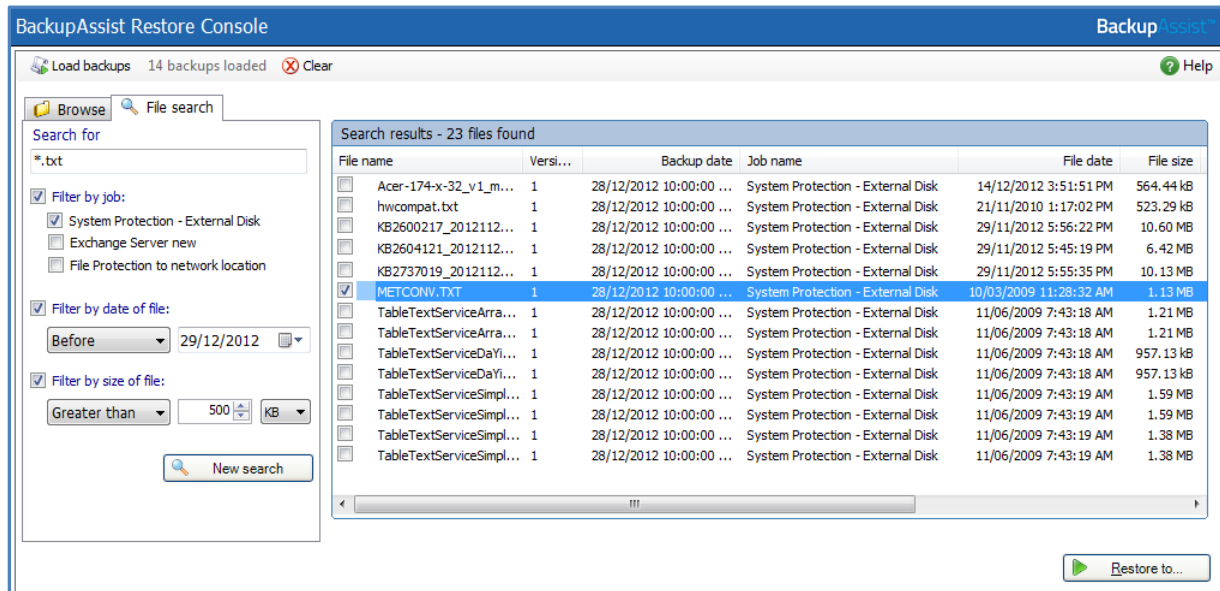 BackupAssist Restore Console BackupAssist™
Load backups 14 backups loaded Clear Help
Browse File search
Search for
*.txt
Filter by job:
System Protection - External Disk
Exchange Server new
File Protection to network location
Filter by date of file:
Before 29/12/2012
Filter by size of file:
Greater than 500 KB
New search
Search results - 23 files found
File name Versi... Backup date Job name File date File size
Acer-174-x-32_v1_m... 1 28/12/2012 10:00:00 ... System Protection - External Disk 14/12/2012 3:51:51 PM 564.44 kB
hwcompat.txt 1 28/12/2012 10:00:00 ... System Protection - External Disk 21/11/2010 1:17:02 PM 523.29 kB
KB2600217_2012112... 1 28/12/2012 10:00:00 ... System Protection - External Disk 29/11/2012 5:56:22 PM 10.60 MB
KB2604121_2012112... 1 28/12/2012 10:00:00 ... System Protection - External Disk 29/11/2012 5:45:19 PM 6.42 MB
KB2737019_2012112... 1 28/12/2012 10:00:00 ... System Protection - External Disk 29/11/2012 5:55:35 PM 10.13 MB
METCONV.TXT 1 28/12/2012 10:00:00 ... System Protection - External Disk 10/03/2009 11:28:32 AM 1.13 MB
TableTextServiceArra... 1 28/12/2012 10:00:00 ... System Protection - External Disk 11/06/2009 7:43:18 AM 1.21 MB
TableTextServiceArra... 1 28/12/2012 10:00:00 ... System Protection - External Disk 11/06/2009 7:43:18 AM 1.21 MB
TableTextServiceDaYi... 1 28/12/2012 10:00:00 ... System Protection - External Disk 11/06/2009 7:43:18 AM 957.13 kB
TableTextServiceDaYi... 1 28/12/2012 10:00:00 ... System Protection - External Disk 11/06/2009 7:43:18 AM 957.13 kB
TableTextServiceSimpl... 1 28/12/2012 10:00:00 ... System Protection - External Disk 11/06/2009 7:43:19 AM 1.59 MB
TableTextServiceSimpl... 1 28/12/2012 10:00:00 ... System Protection - External Disk 11/06/2009 7:43:19 AM 1.59 MB
TableTextServiceSimpl... 1 28/12/2012 10:00:00 ... System Protection - External Disk 11/06/2009 7:43:19 AM 1.38 MB
TableTextServiceSimpl... 1 28/12/2012 10:00:00 ... System Protection - External Disk 11/06/2009 7:43:19 AM 1.38 MB
Restore to...